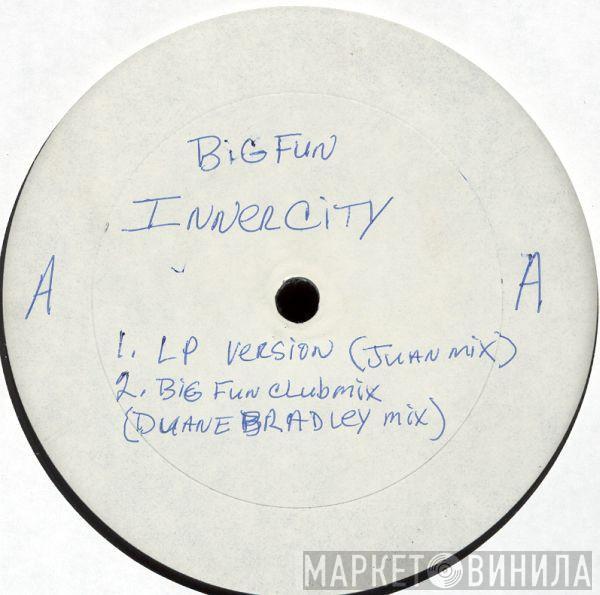 BiG FUN
INNERCITY
A A
1. LP VERSION (JUAN MIX)
2. BiG FUN Clubmix
(DUANE BRADLEY mix)
МАРКЕТ ВИНИЛА